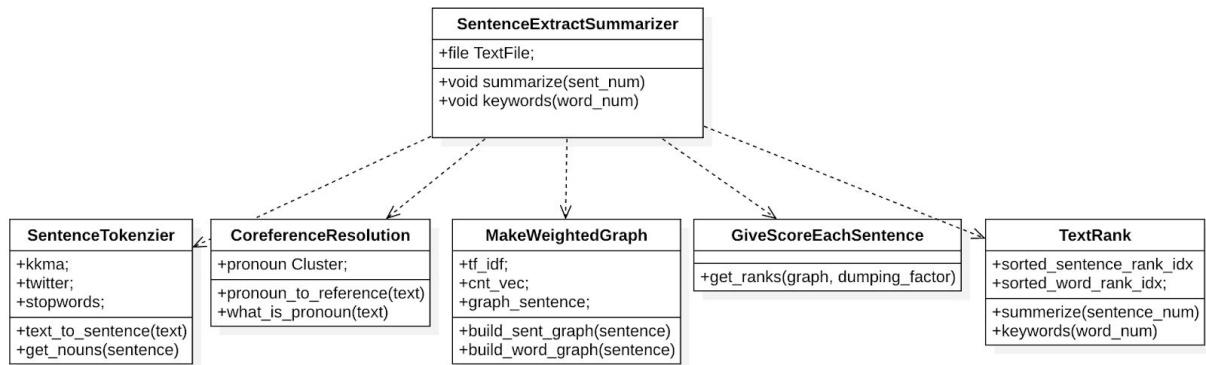 SentenceExtractSummarizer
+file TextFile;
+void summarize(sent_num)
+void keywords(word_num)
SentenceTokenzier
+kkma;
+twitter;
+stopwords;
+text_to_sentence(text)
+get_nouns(sentence)
CoreferenceResolution
+pronoun Cluster;
+pronoun_to_reference(text)
+what_is_pronoun(text)
MakeWeightedGraph
+tf_idf;
+cnt_vec;
+graph_sentence;
+build_sent_graph(sentence)
+build_word_graph(sentence)
GiveScoreEachSentence
+get_ranks(graph, dumping_factor)
TextRank
+sorted_sentence_rank_idx
+sorted_word_rank_idx;
+summerize(sentence_num)
+keywords(word_num)